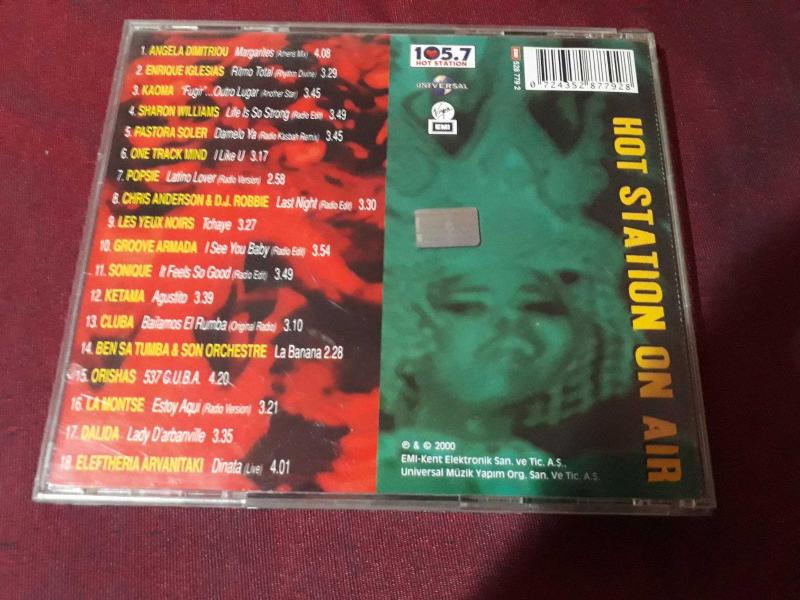 1. ANGELA DIMITRIOU Margarites (Athens Mix) 4.08
2. ENRIQUE IGLESIAS Ritmo Total (Rhythm Divine) 3.29
3. KAOMA "Fugir"...Outro Lugar (Another Star) 3.45
4. SHARON WILLIAMS Life Is So Strong (Radio Edit) 3.49
5. PASTORA SOLER Damelo Ya (Radio Kasbah Remix) 3.45
6. ONE TRACK MIND I Like U 3.17
7. POPSIE Latino Lover (Radio Version) 2.58
8. CHRIS ANDERSON & D.J. ROBBIE Last Night (Radio Edit) 3.30
9. LES YEUX NOIRS Tchaye 3.27
10. GROOVE ARMADA I See You Baby (Radio Edit) 3.54
11. SONIQUE It Feels So Good (Radio Edit) 3.49
12. KETAMA Agustito 3.39
13. CLUBA Bailamos El Rumba (Original Radio) 3.10
14. BEN SA TUMBA & SON ORCHESTRE La Banana 2.28
15. ORISHAS 537 C.U.B.A. 4.20
16. LA MONTSE Estoy Aqui (Radio Version) 3.21
17. DALIDA Lady D'arbanville 3.35
18. ELEFTHERIA ARVANITAKI Dinata (Live) 4.01
105.7
HOT STATION
UNIVERSAL
Virgin
EMI
EMI 528 779 2
0 724352 877928
HOT STATION ON AIR
℗ & © 2000
EMI-Kent Elektronik San. ve Tic. A.Ş.,
Universal Müzik Yapım Org. San. Ve Tic. A.Ş.